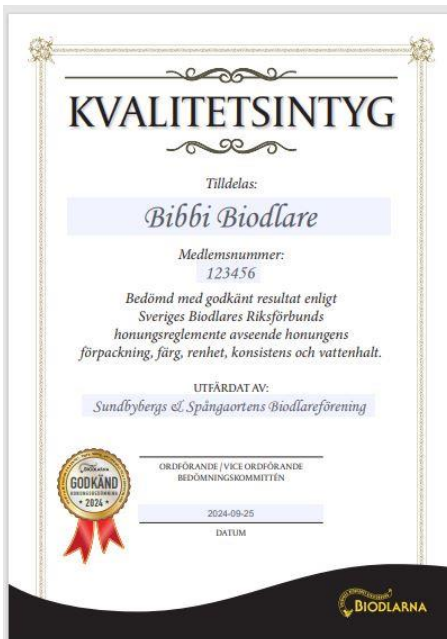 KVALITETSINTYG
Tilldelas:
Bibbi Biodlare
Medlemsnummer:
123456
Bedömd med godkänt resultat enligt
Sveriges Biodlares Riksförbunds
honungsreglemente avseende honungens
förpackning, färg, renhet, konsistens och vattenhalt.
UTFÄRDAT AV:
Sundbybergs & Spångaortens Biodlareförening
BIODLARNA
GODKÄND
HONUNGSBEDÖMNING
2024
ORDFÖRANDE / VICE ORDFÖRANDE
BEDÖMNINGSKOMMITTÉN
2024-09-25
DATUM
BIODLARNA